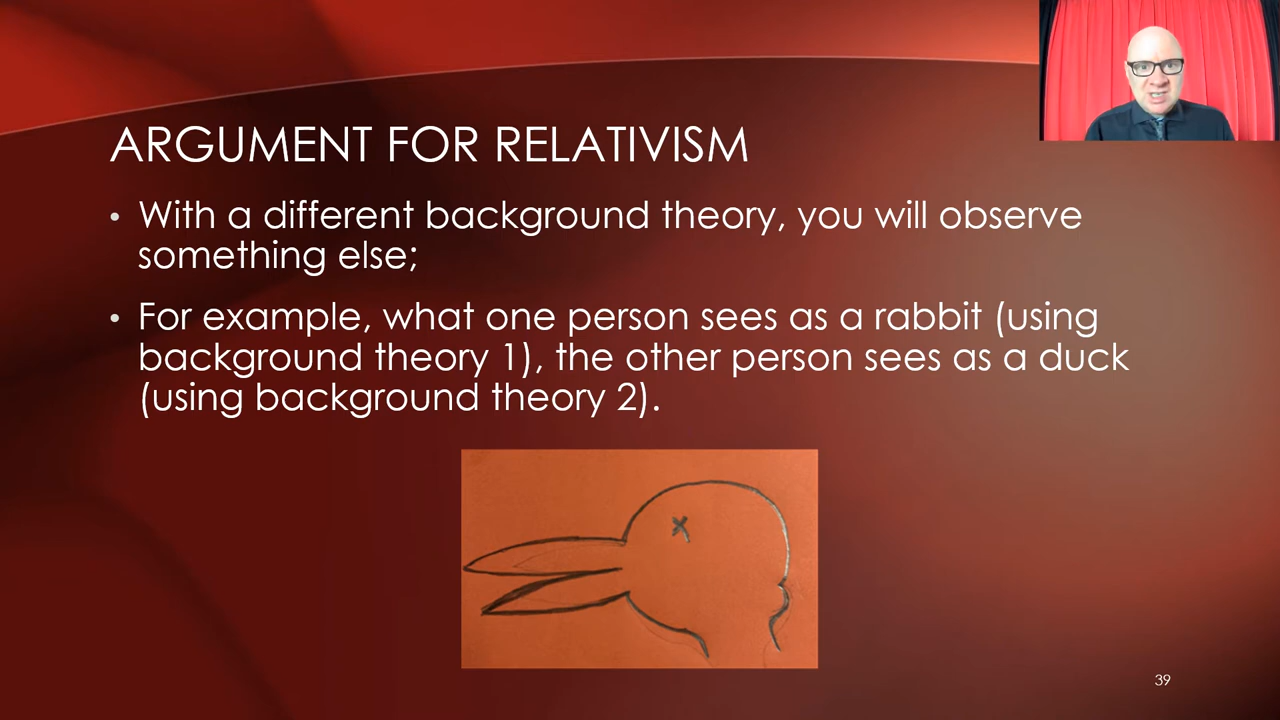 ARGUMENT FOR RELATIVISM
• With a different background theory, you will observe
something else;
• For example, what one person sees as a rabbit (using
background theory 1), the other person sees as a duck
(using background theory 2).
39